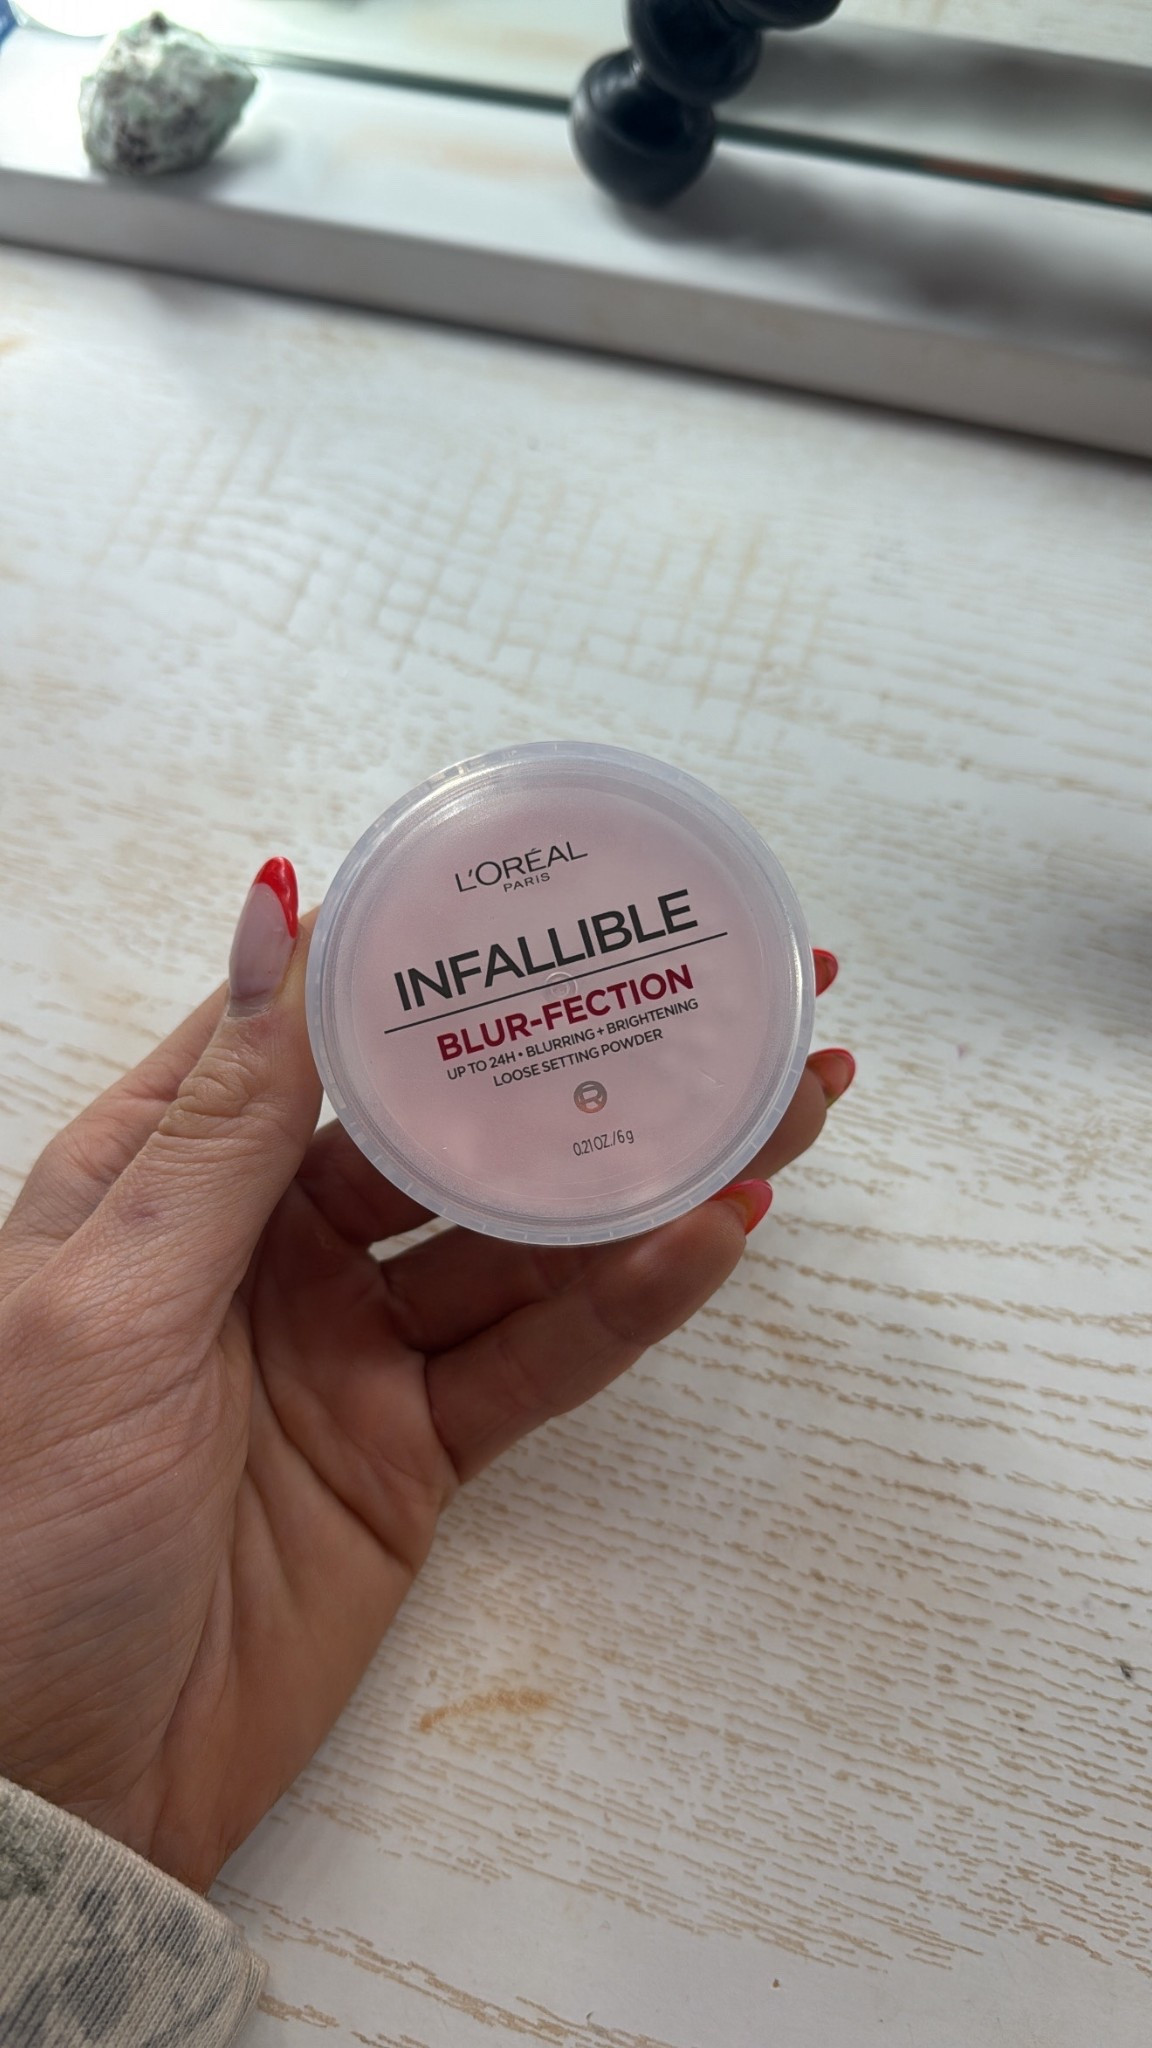 L'ORÉAL
PARIS
INFALLIBLE
BLUR-FECTION
UP TO 24H • BLURRING + BRIGHTENING
LOOSE SETTING POWDER
0.21 OZ./6 g